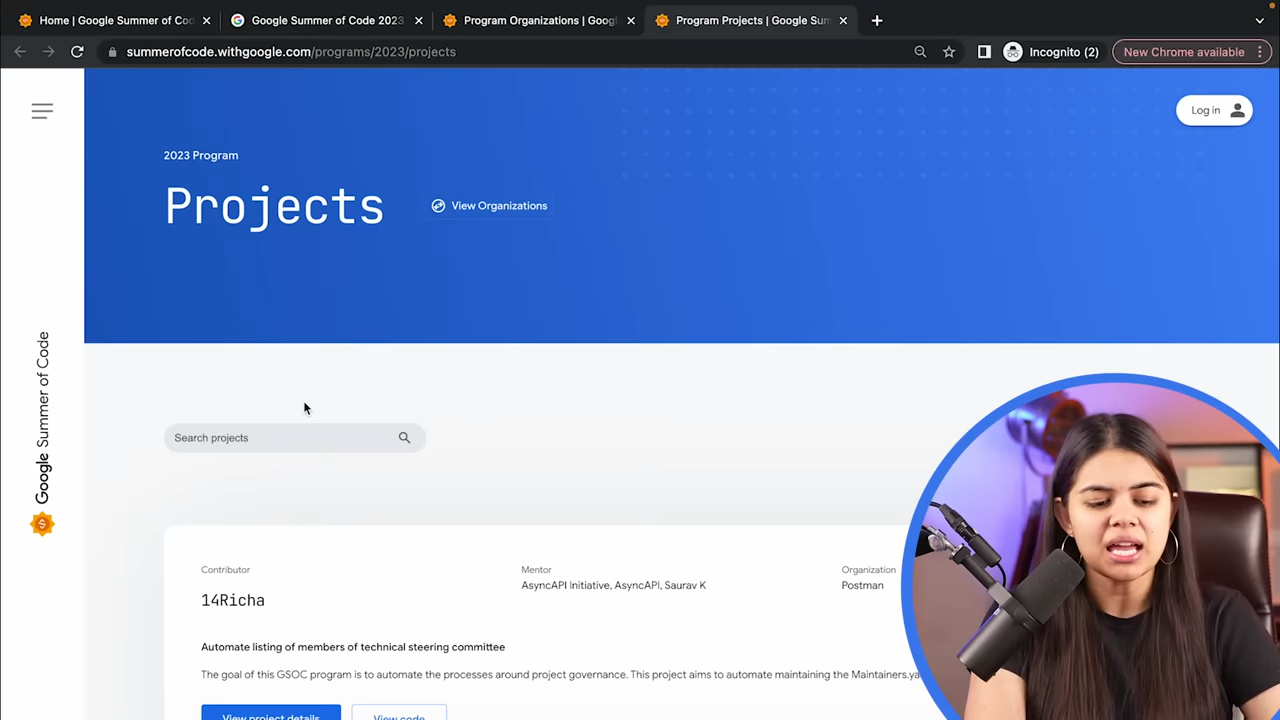 Home | Google Summer of Cod
Google Summer of Code 2023
Program Organizations | Goog
Program Projects | Google Sum
summerofcode.withgoogle.com/programs/2023/projects
Incognito (2)
New Chrome available
Log in
2023 Program
Projects
View Organizations
Google Summer of Code
Search projects
Contributor
14Richa
Mentor
AsyncAPI Initiative, AsyncAPI, Saurav K
Organization
Postman
Automate listing of members of technical steering committee
The goal of this GSOC program is to automate the processes around project governance. This project aims to automate maintaining the Maintainers.ya
View project details
View code